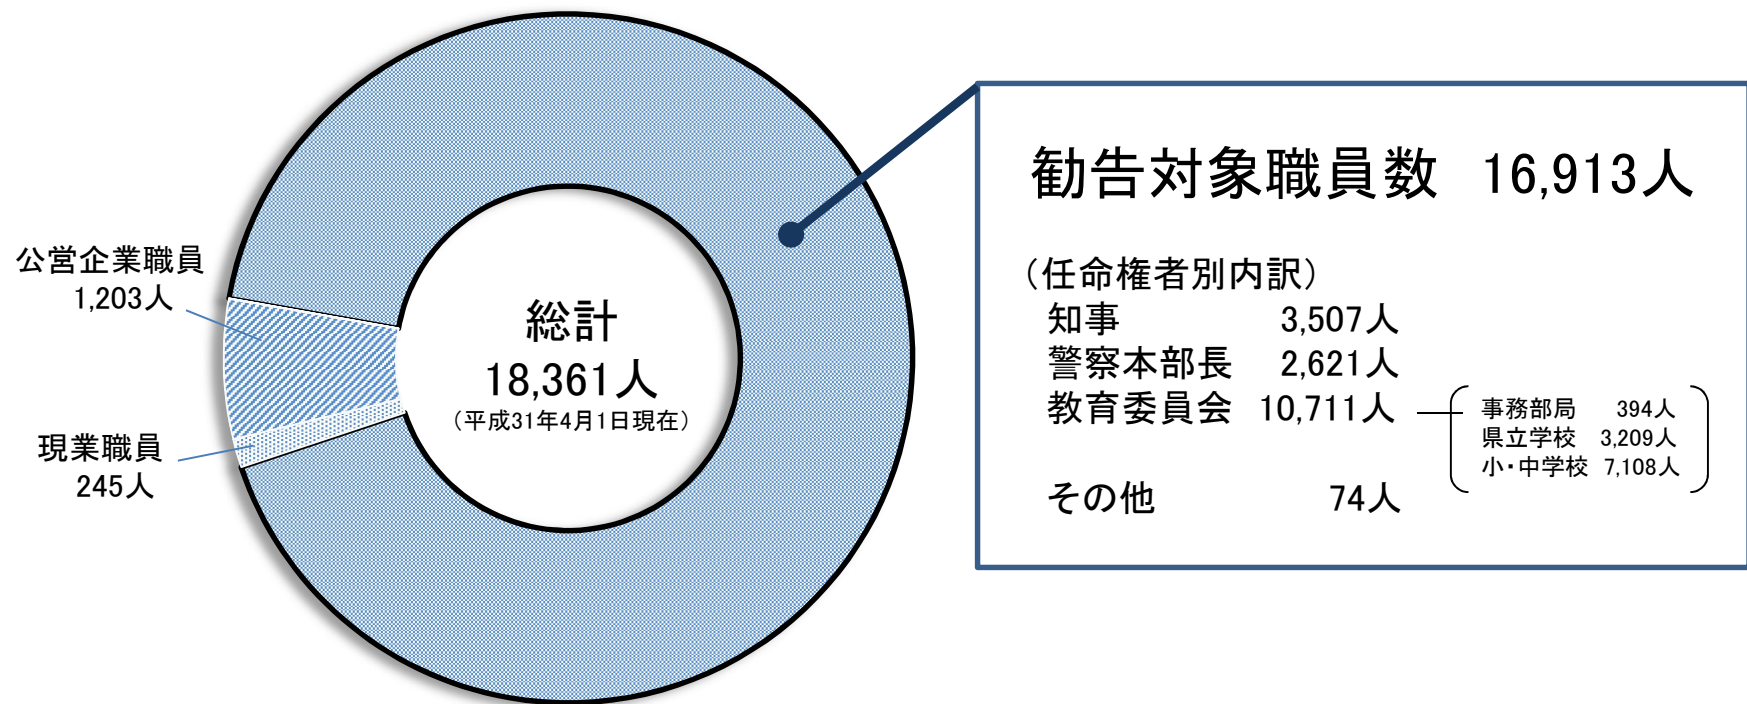 公営企業職員
1,203人
現業職員
245人
総計
18,361人
（平成31年4月1日現在）
勧告対象職員数 16,913人
（任命権者別内訳）
知事 3,507人
警察本部長 2,621人
教育委員会 10,711人
事務部局 394人
県立学校 3,209人
小・中学校 7,108人
その他 74人